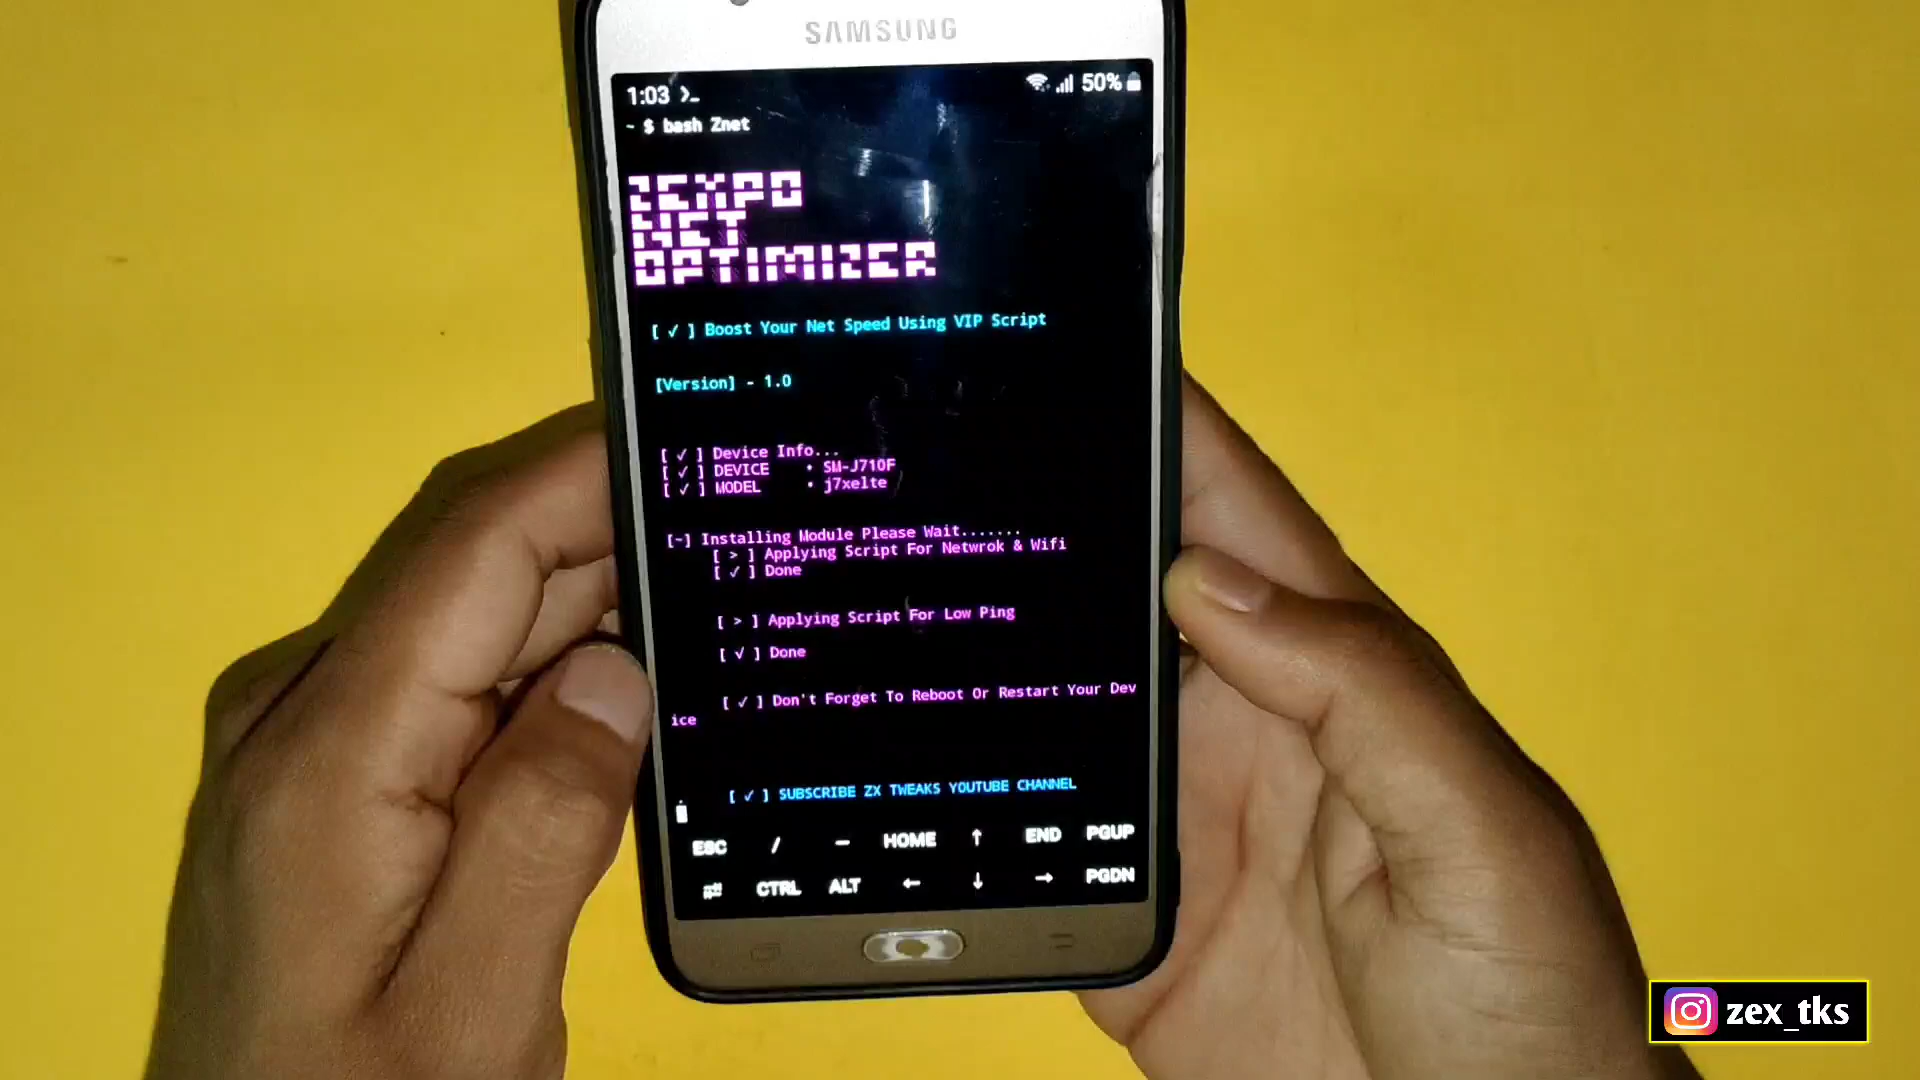 SAMSUNG
1:03 >_ 50%
~ $ bash Znet
ZEXPO
NET
OPTIMIZER
[ ✓ ] Boost Your Net Speed Using VIP Script
[Version] - 1.0
[ ✓ ] Device Info...
[ ✓ ] DEVICE • SM-J710F
[ ✓ ] MODEL • j7xelte
[~] Installing Module Please Wait.......
[ > ] Applying Script For Netwrok & Wifi
[ ✓ ] Done
[ > ] Applying Script For Low Ping
[ √ ] Done
[ ✓ ] Don't Forget To Reboot Or Restart Your Dev
ice
[ ✓ ] SUBSCRIBE ZX TWEAKS YOUTUBE CHANNEL
.
ESC / — HOME ↑ END PGUP
CTRL ALT ← ↓ → PGDN
zex_tks